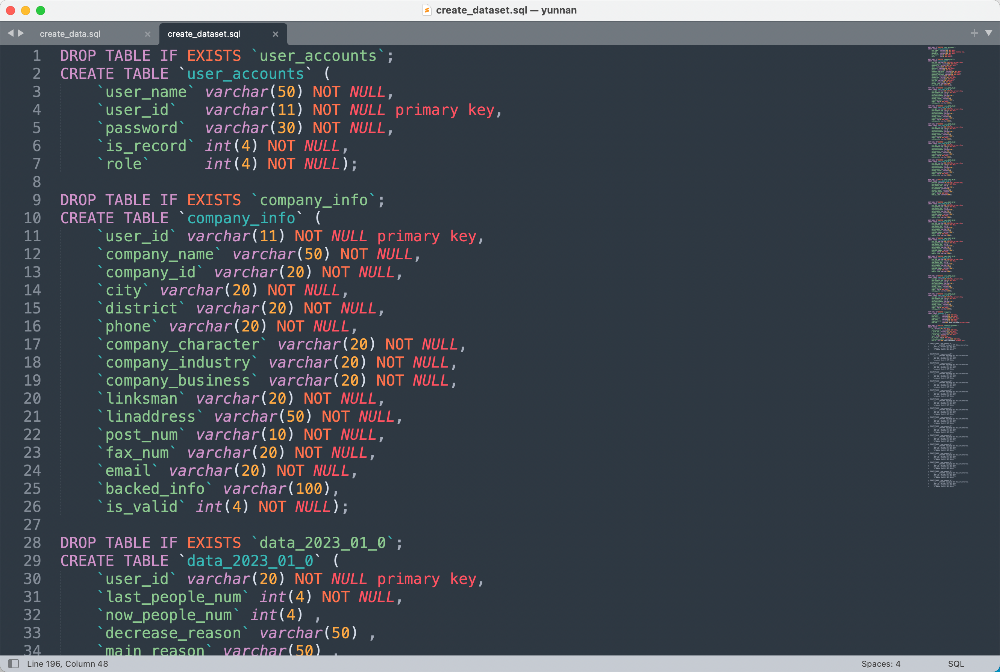 create_dataset.sql — yunnan
create_data.sql × create_dataset.sql ×
1 DROP TABLE IF EXISTS `user_accounts`;
2 CREATE TABLE `user_accounts` (
3 `user_name` varchar(50) NOT NULL,
4 `user_id` varchar(11) NOT NULL primary key,
5 `password` varchar(30) NOT NULL,
6 `is_record` int(4) NOT NULL,
7 `role` int(4) NOT NULL);
8
9 DROP TABLE IF EXISTS `company_info`;
10 CREATE TABLE `company_info` (
11 `user_id` varchar(11) NOT NULL primary key,
12 `company_name` varchar(50) NOT NULL,
13 `company_id` varchar(20) NOT NULL,
14 `city` varchar(20) NOT NULL,
15 `district` varchar(20) NOT NULL,
16 `phone` varchar(20) NOT NULL,
17 `company_character` varchar(20) NOT NULL,
18 `company_industry` varchar(20) NOT NULL,
19 `company_business` varchar(20) NOT NULL,
20 `linksman` varchar(20) NOT NULL,
21 `linaddress` varchar(50) NOT NULL,
22 `post_num` varchar(10) NOT NULL,
23 `fax_num` varchar(20) NOT NULL,
24 `email` varchar(20) NOT NULL,
25 `backed_info` varchar(100),
26 `is_valid` int(4) NOT NULL);
27
28 DROP TABLE IF EXISTS `data_2023_01_0`;
29 CREATE TABLE `data_2023_01_0` (
30 `user_id` varchar(20) NOT NULL primary key,
31 `last_people_num` int(4) NOT NULL,
32 `now_people_num` int(4) ,
33 `decrease_reason` varchar(50) ,
34 `main_reason` varchar(50) ,
Line 196, Column 48 Spaces: 4 SQL